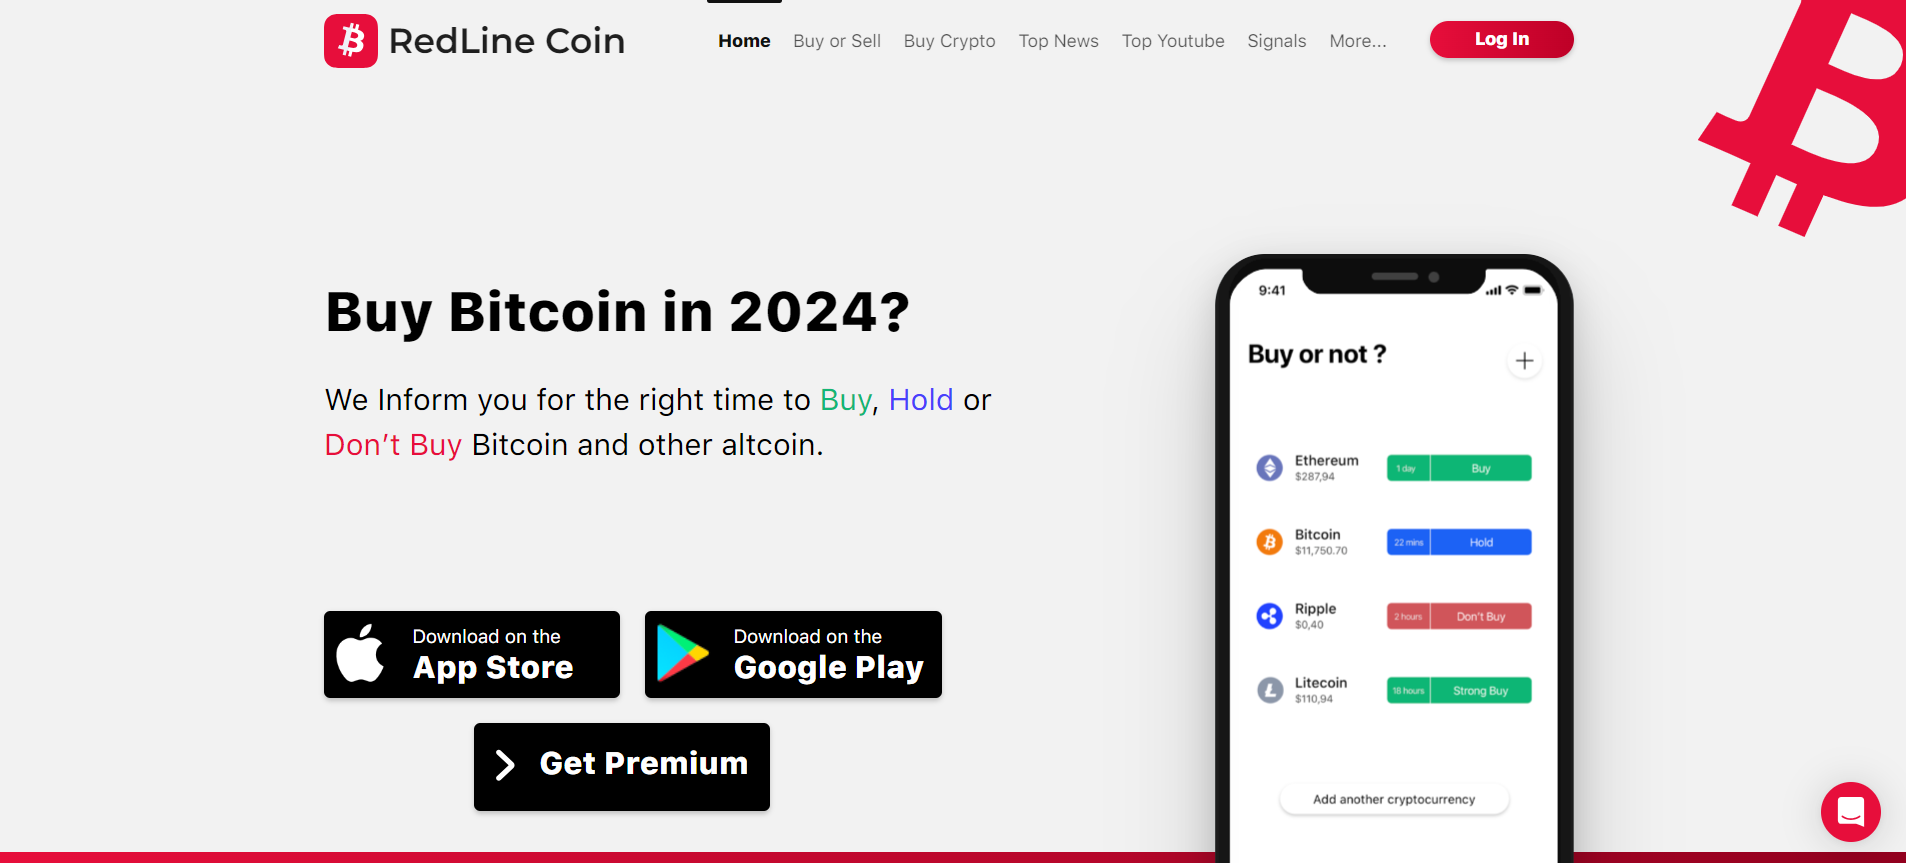 RedLine Coin
Home Buy or Sell Buy Crypto Top News Top Youtube Signals More... Log In
Buy Bitcoin in 2024?
We Inform you for the right time to Buy, Hold or
Don’t Buy Bitcoin and other altcoin.
Download on the
App Store
Download on the
Google Play
Get Premium
9:41
Buy or not ?
Ethereum
$287,94
1 day Buy
Bitcoin
$11,750.70
22 mins Hold
Ripple
$0,40
2 hours Don't Buy
Litecoin
$110,94
18 hours Strong Buy
Add another cryptocurrency